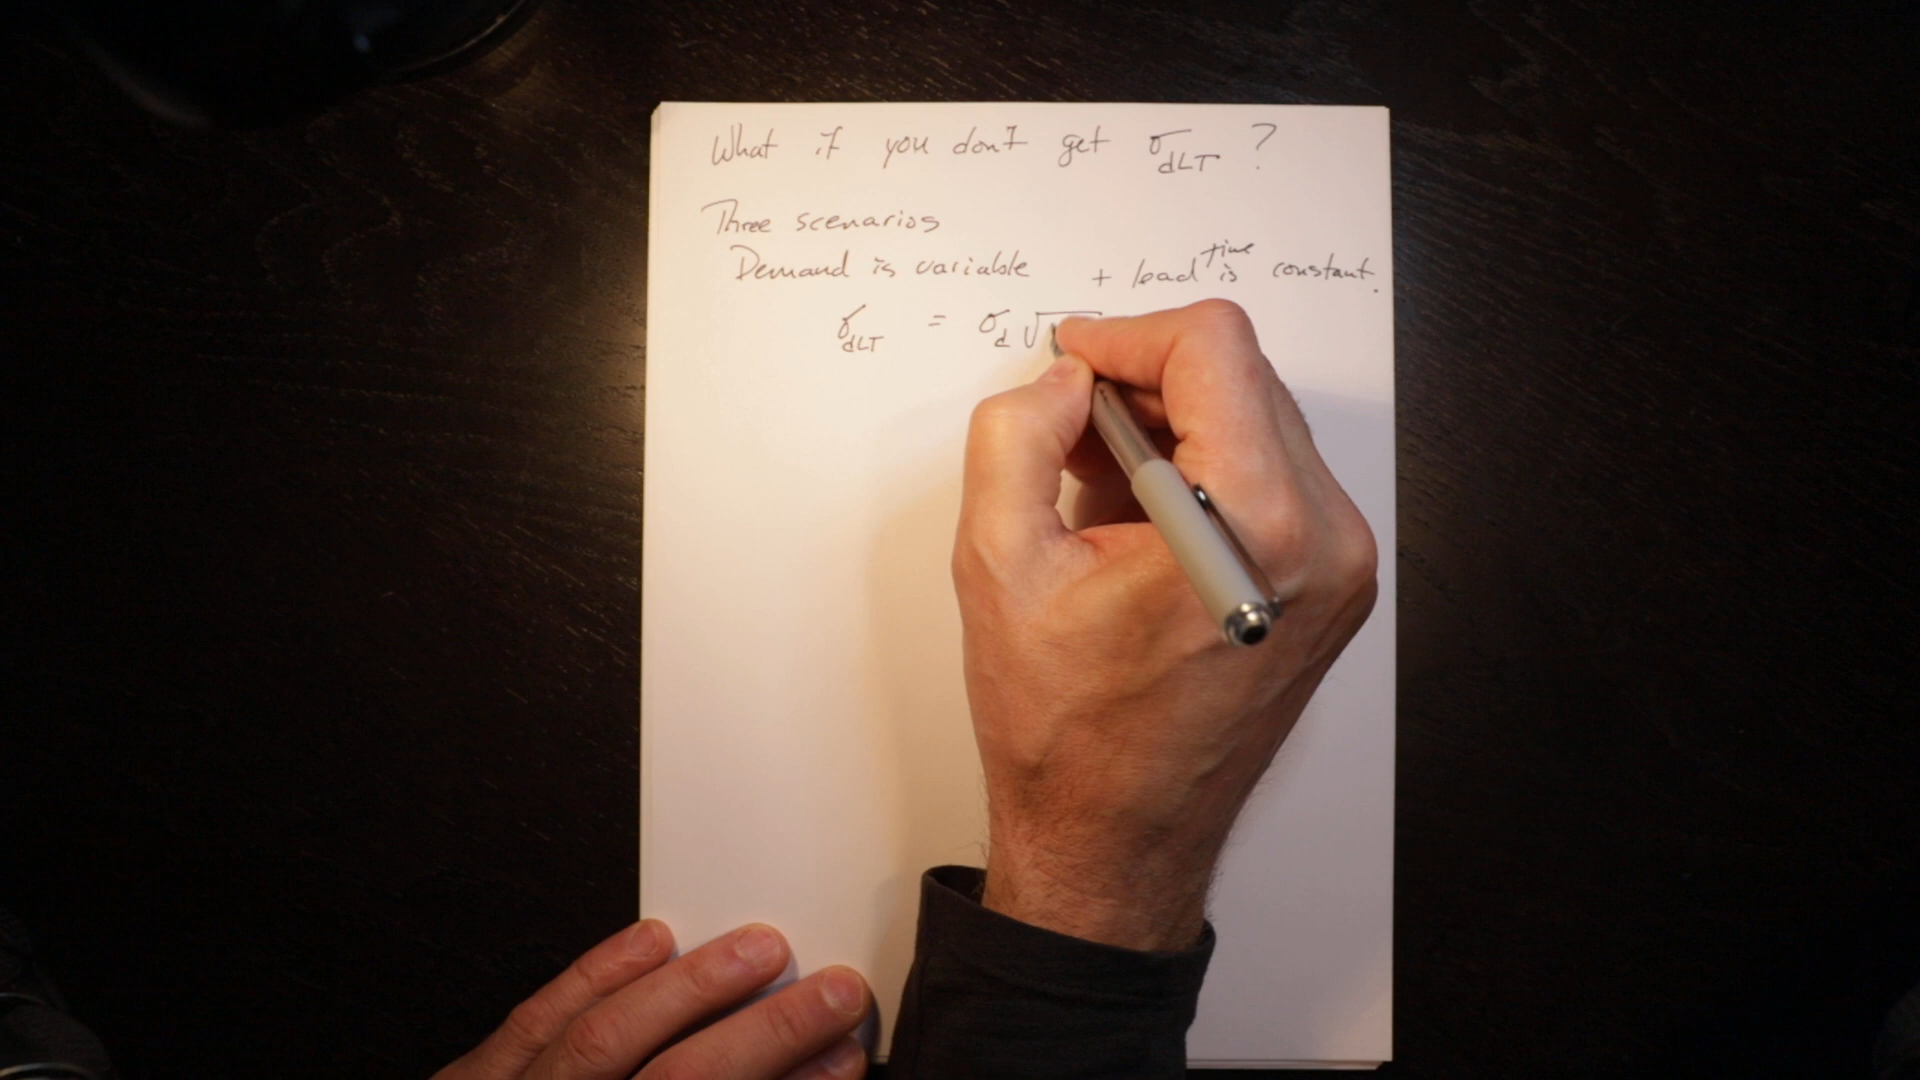 What if you don't get σdLT ?
Three scenarios
Demand is variable + lead time is constant.
σdLT = σd √